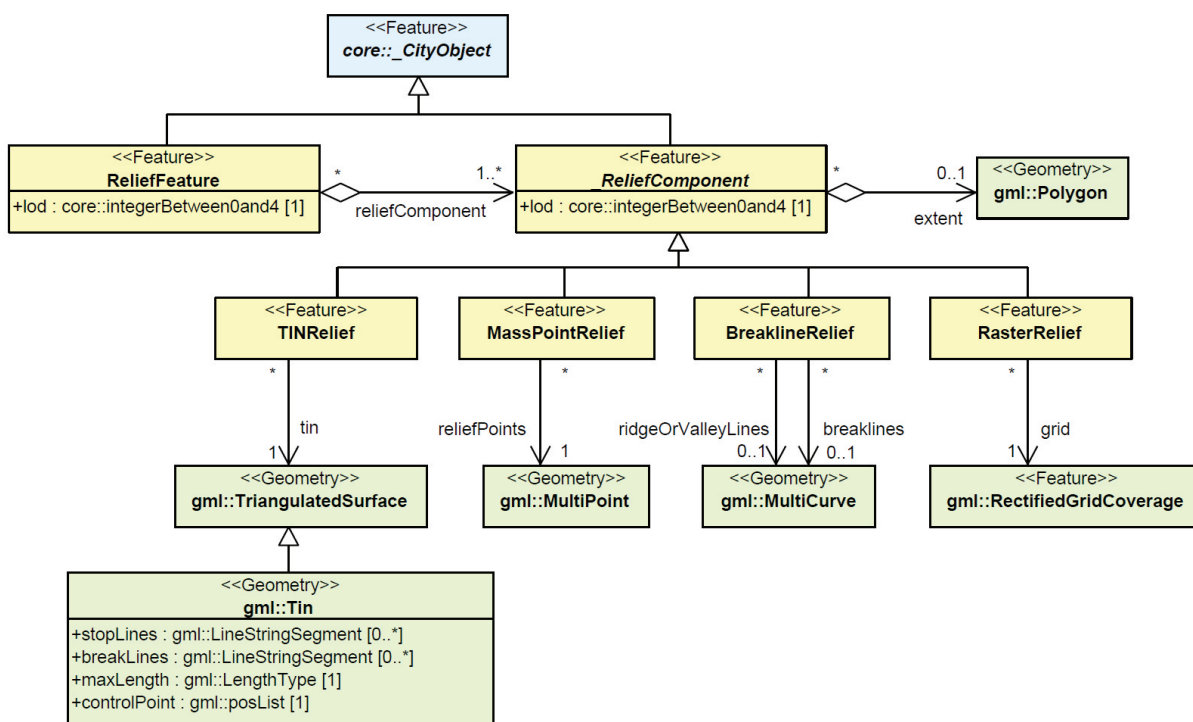 <<Feature>>
core::_CityObject
<<Feature>>
ReliefFeature
+lod : core::integerBetween0and4 [1]
*
1..*
reliefComponent
<<Feature>>
_ReliefComponent
+lod : core::integerBetween0and4 [1]
*
0..1
extent
<<Geometry>>
gml::Polygon
<<Feature>>
TINRelief
<<Feature>>
MassPointRelief
<<Feature>>
BreaklineRelief
<<Feature>>
RasterRelief
*
tin
1
*
reliefPoints
1
*
ridgeOrValleyLines
0..1
*
breaklines
0..1
*
grid
1
<<Geometry>>
gml::TriangulatedSurface
<<Geometry>>
gml::MultiPoint
<<Geometry>>
gml::MultiCurve
<<Feature>>
gml::RectifiedGridCoverage
<<Geometry>>
gml::Tin
+stopLines : gml::LineStringSegment [0..*]
+breakLines : gml::LineStringSegment [0..*]
+maxLength : gml::LengthType [1]
+controlPoint : gml::posList [1]